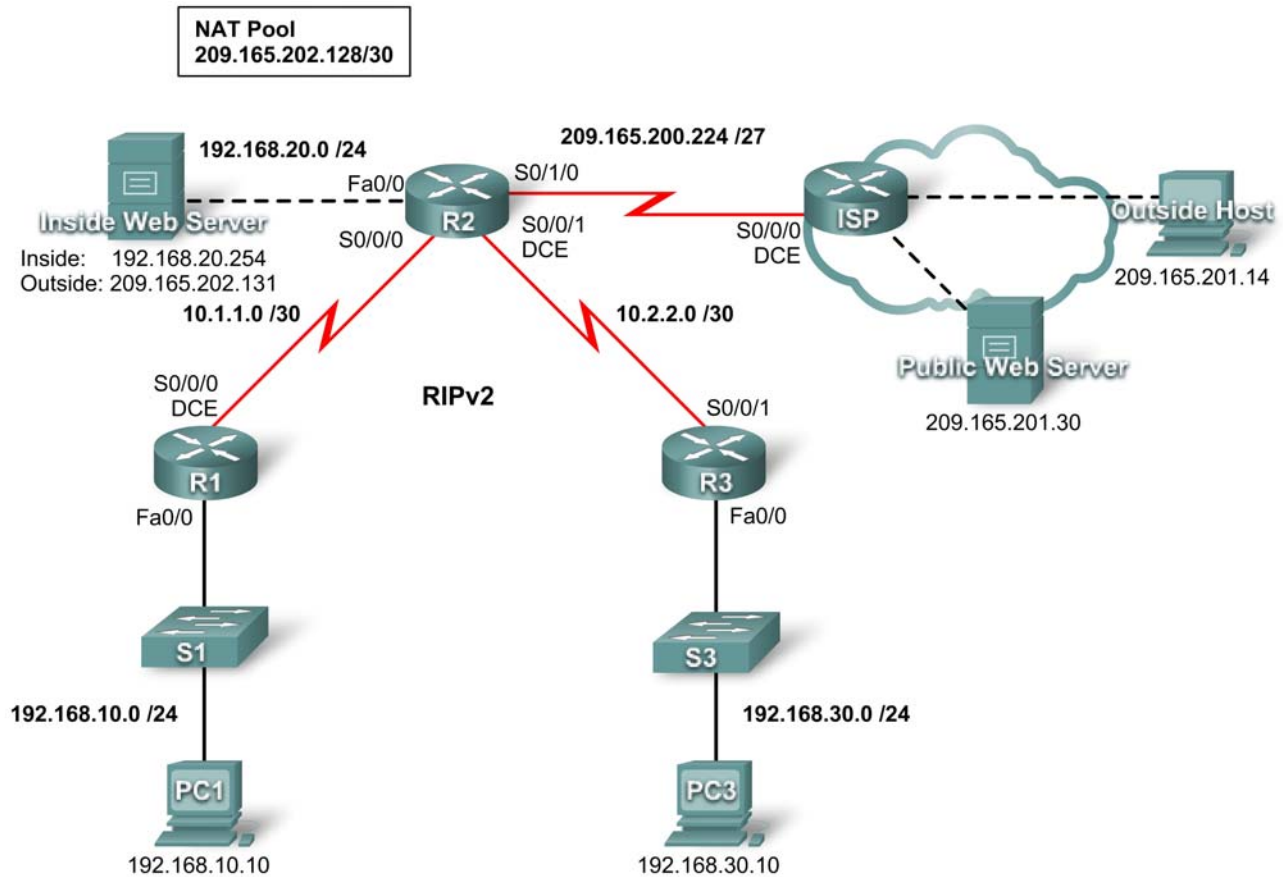 NAT Pool
209.165.202.128/30
192.168.20.0 /24
209.165.200.224 /27
Fa0/0
S0/1/0
Inside Web Server
R2
ISP
Outside Host
S0/0/0
S0/0/1
DCE
S0/0/0
DCE
Inside: 192.168.20.254
Outside: 209.165.202.131
209.165.201.14
10.1.1.0 /30
10.2.2.0 /30
Public Web Server
S0/0/0
DCE
RIPv2
S0/0/1
209.165.201.30
R1
R3
Fa0/0
Fa0/0
S1
S3
192.168.10.0 /24
192.168.30.0 /24
PC1
PC3
192.168.10.10
192.168.30.10